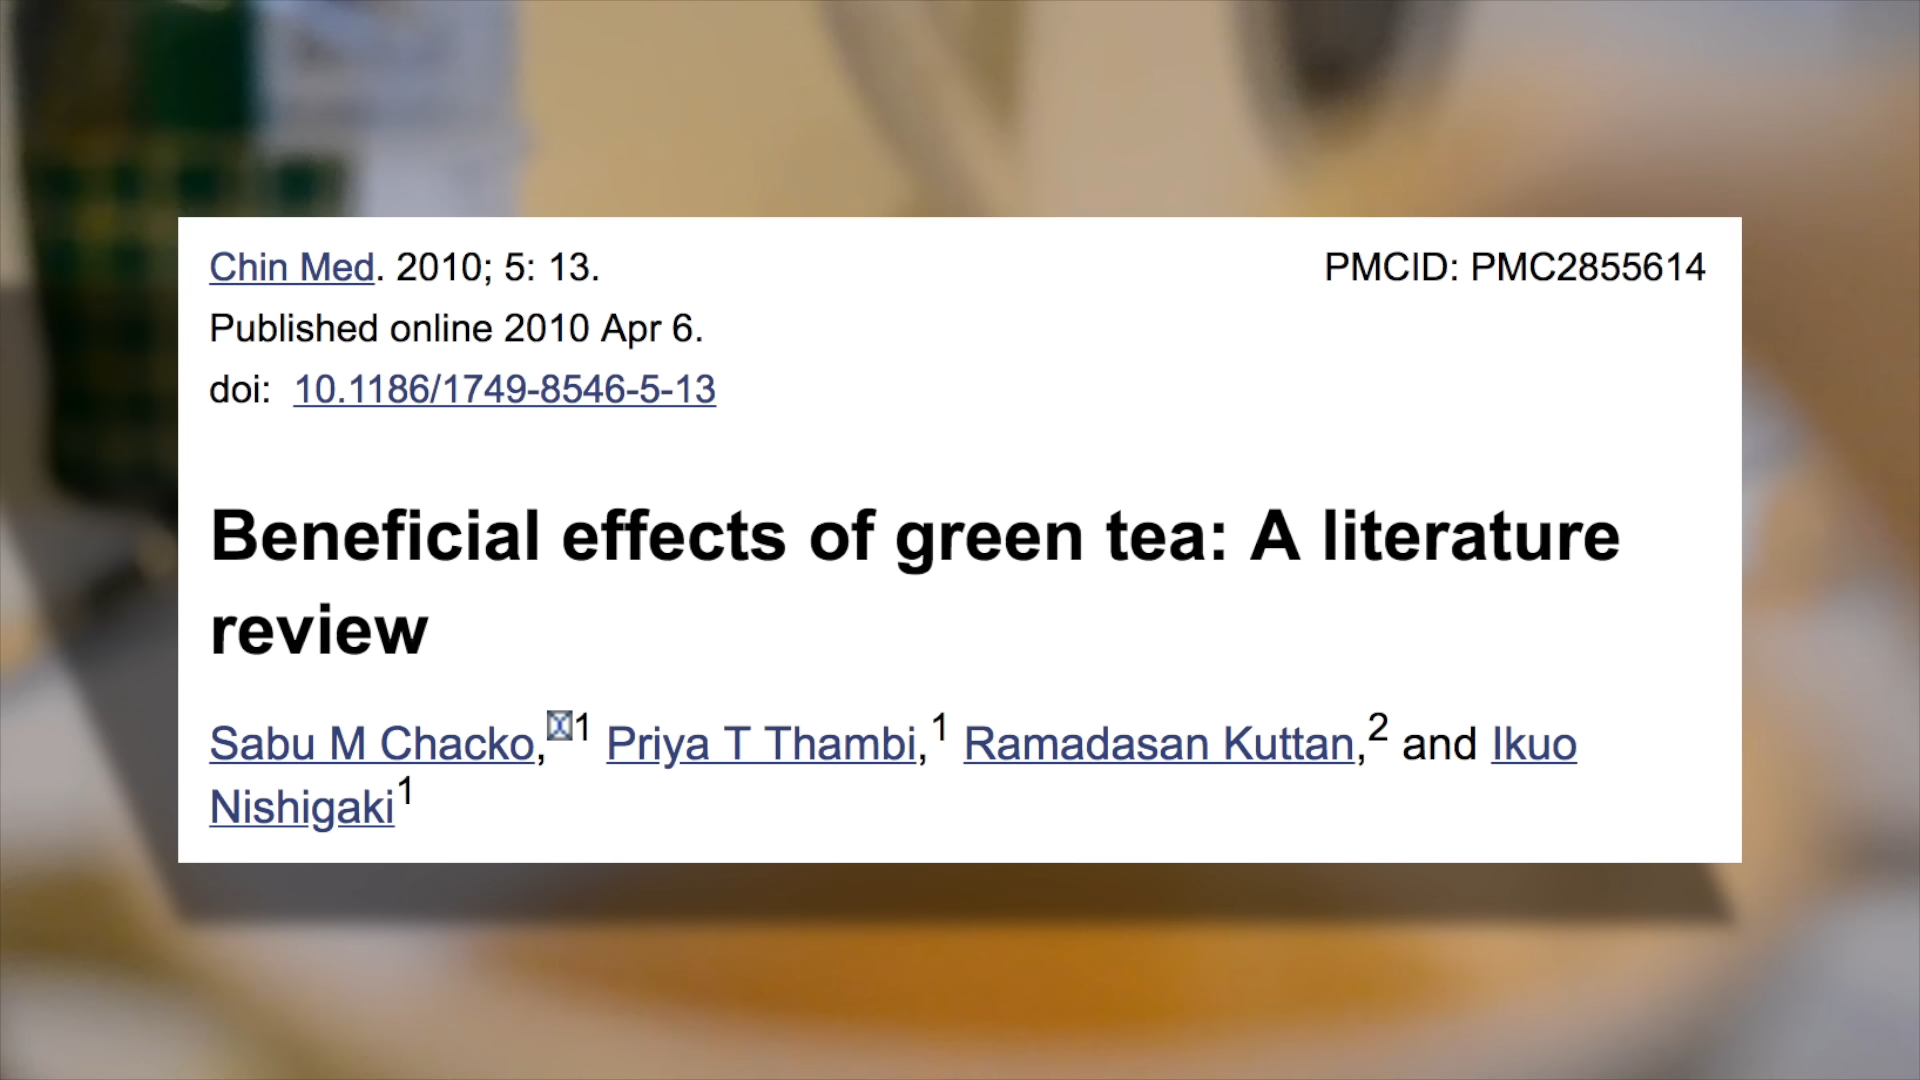 Chin Med. 2010; 5: 13.
PMCID: PMC2855614
Published online 2010 Apr 6.
doi: 10.1186/1749-8546-5-13
Beneficial effects of green tea: A literature
review
Sabu M Chacko,1 Priya T Thambi,1 Ramadasan Kuttan,2 and Ikuo
Nishigaki1